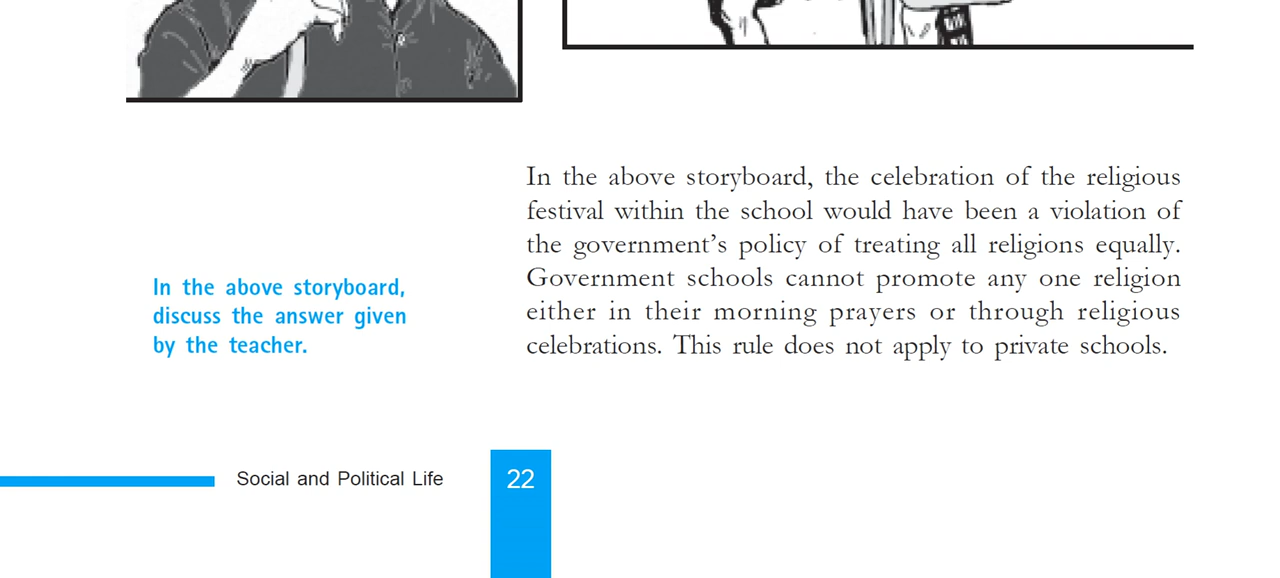 In the above storyboard, the celebration of the religious
festival within the school would have been a violation of
the government’s policy of treating all religions equally.
Government schools cannot promote any one religion
either in their morning prayers or through religious
celebrations. This rule does not apply to private schools.
In the above storyboard,
discuss the answer given
by the teacher.
Social and Political Life
22